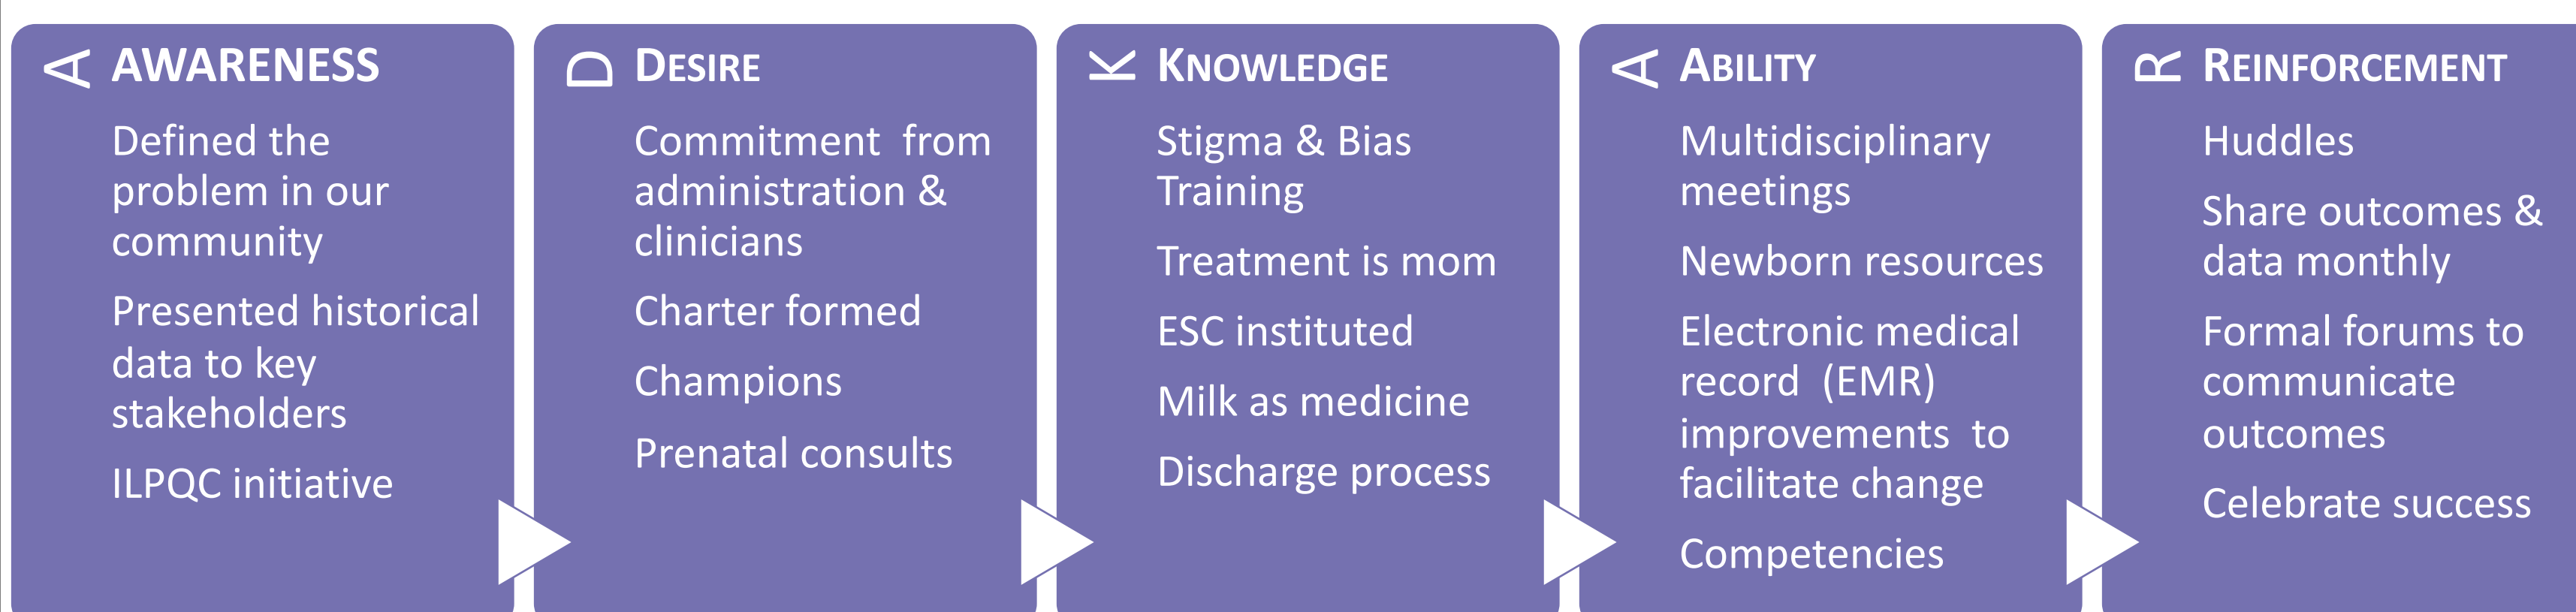 A
AWARENESS
Defined the
problem in our
community
Presented historical
data to key
stakeholders
ILPQC initiative
D
DESIRE
Commitment from
administration &
clinicians
Charter formed
Champions
Prenatal consults
K
KNOWLEDGE
Stigma & Bias
Training
Treatment is mom
ESC instituted
Milk as medicine
Discharge process
A
ABILITY
Multidisciplinary
meetings
Newborn resources
Electronic medical
record (EMR)
improvements to
facilitate change
Competencies
R
REINFORCEMENT
Huddles
Share outcomes &
data monthly
Formal forums to
communicate
outcomes
Celebrate success